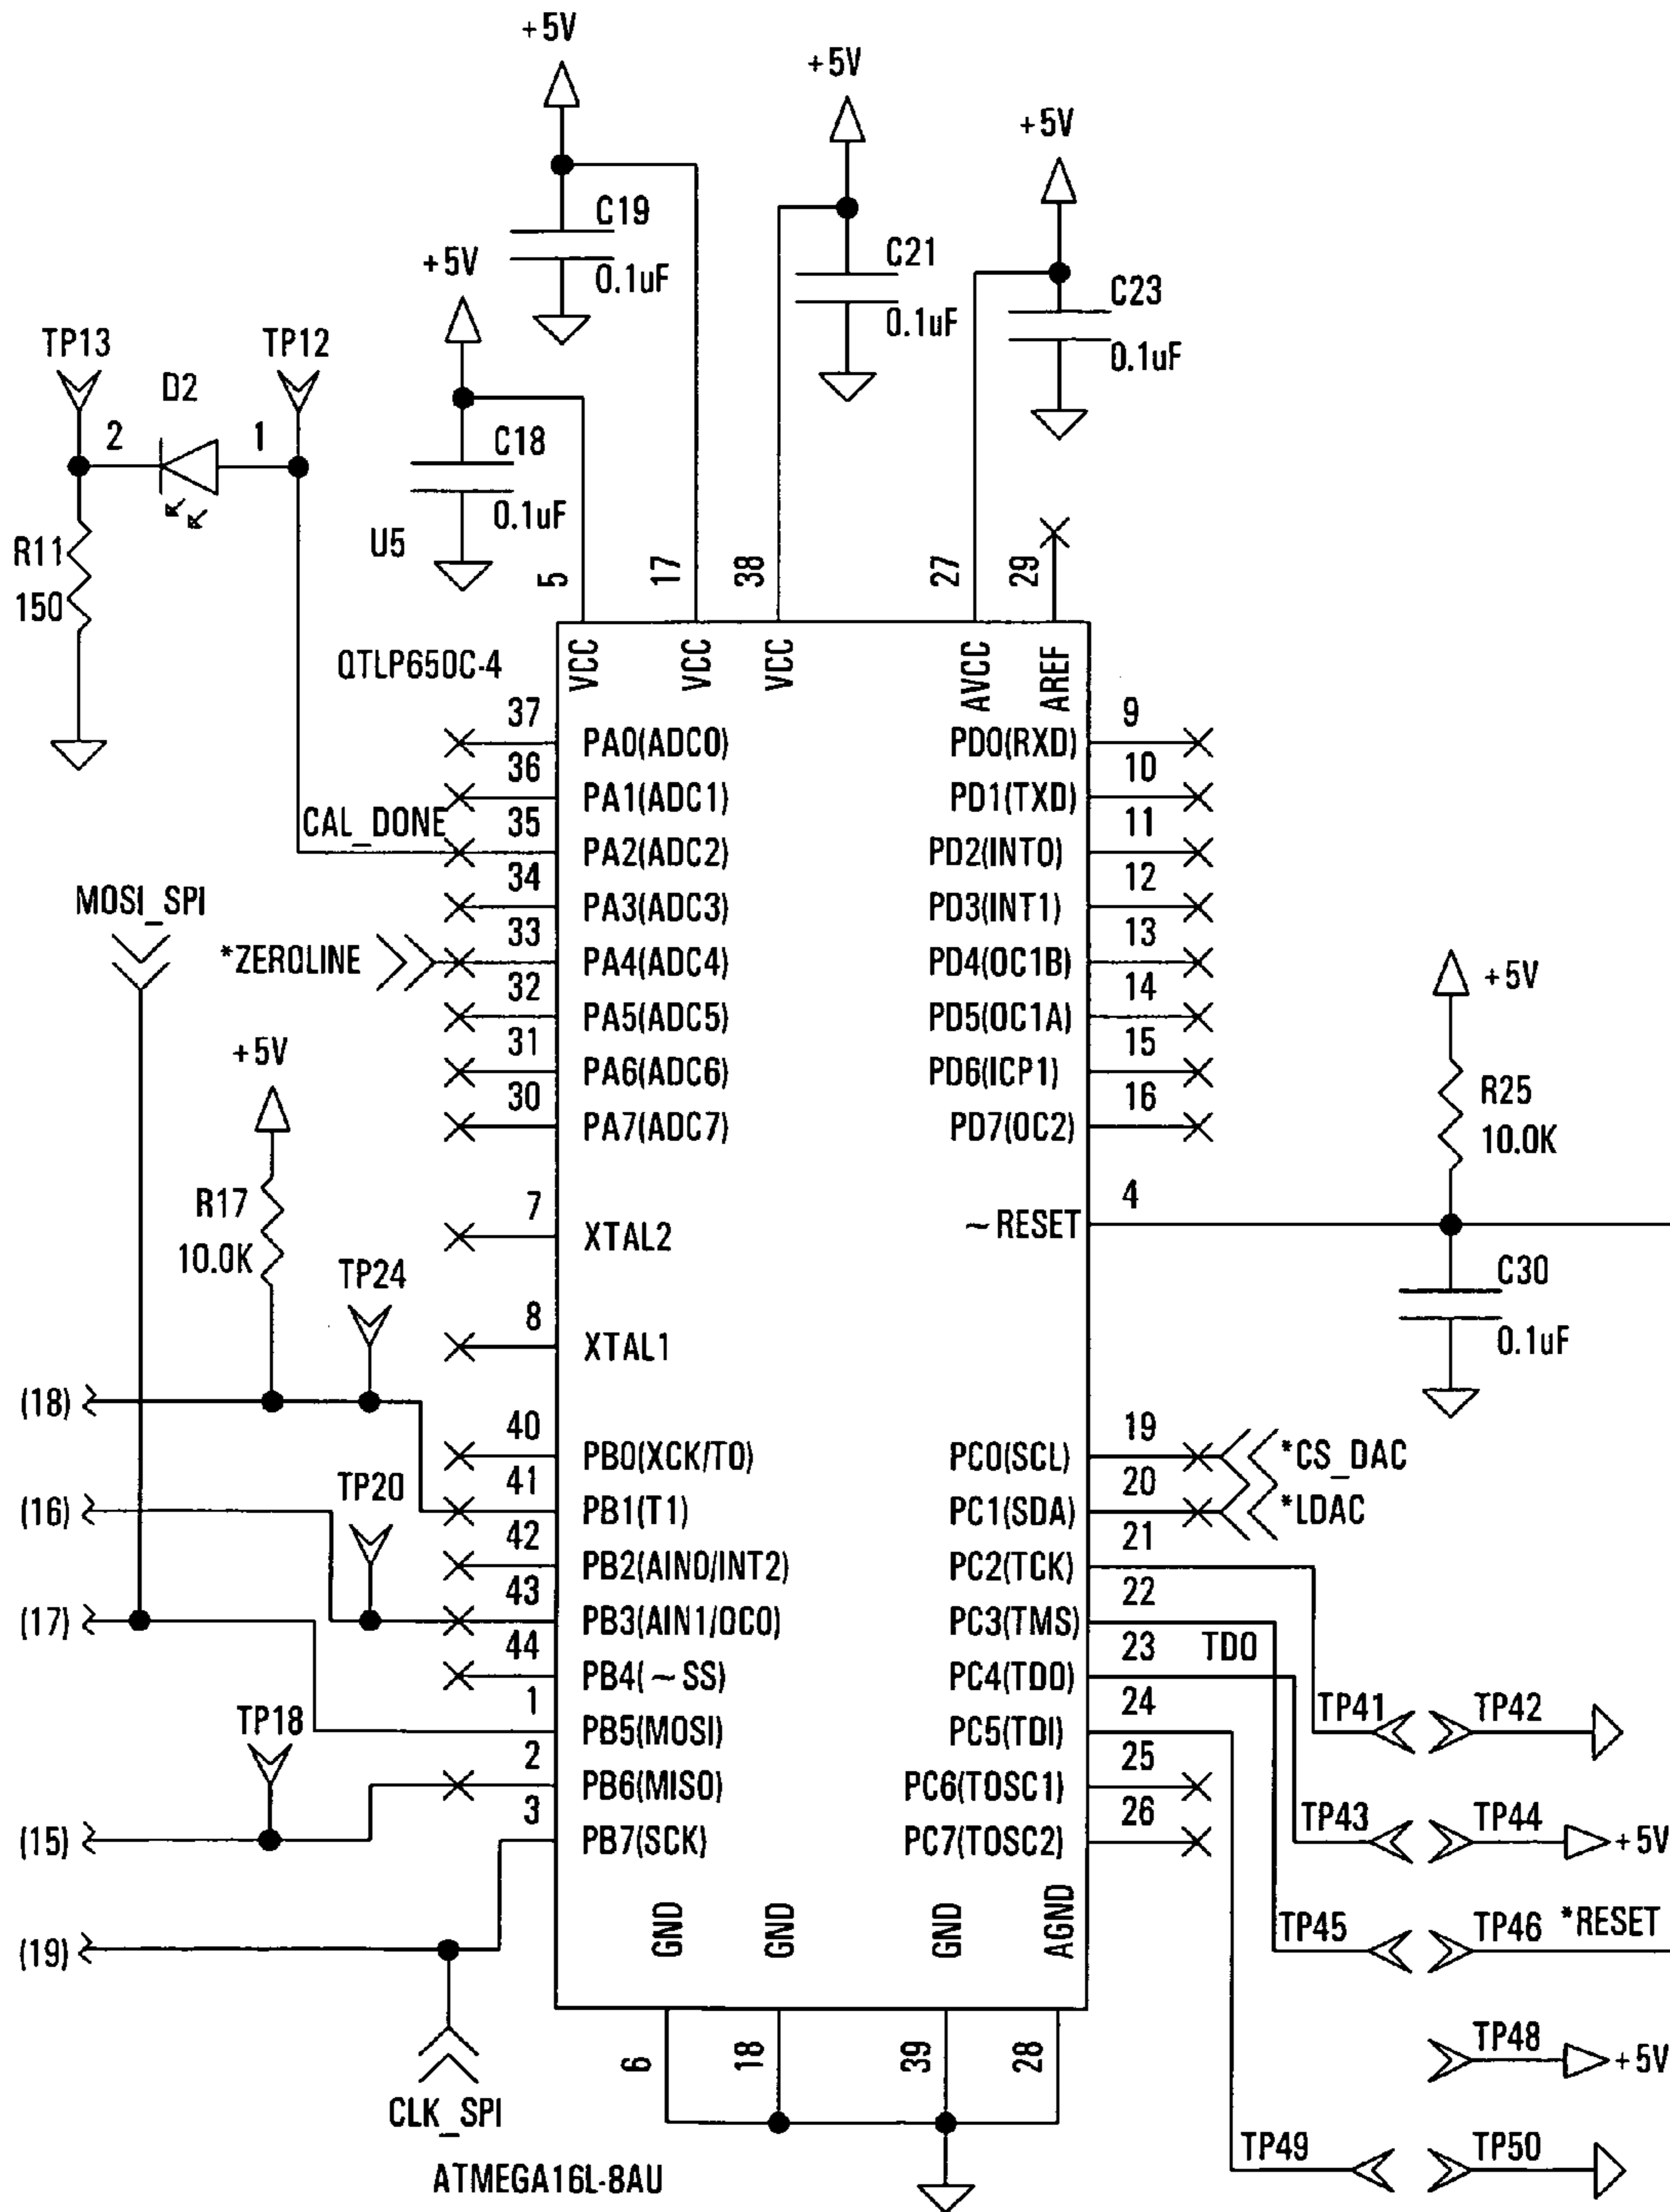 +5V
+5V
+5V
C19
0.1uF
+5V
C21
0.1uF
C23
0.1uF
TP13
TP12
D2
2
1
C18
0.1uF
R11
150
U5
5
17
38
27
29
QTLP650C-4
VCC
VCC
VCC
AVCC
AREF
37
PA0(ADC0)
PD0(RXD)
9
36
PA1(ADC1)
PD1(TXD)
10
CAL_DONE
35
PA2(ADC2)
PD2(INT0)
11
34
PA3(ADC3)
PD3(INT1)
12
MOSI_SPI
*ZEROLINE
33
PA4(ADC4)
PD4(OC1B)
13
32
PA5(ADC5)
PD5(OC1A)
14
31
PA6(ADC6)
PD6(ICP1)
15
30
PA7(ADC7)
PD7(OC2)
16
+5V
R25
10.0K
+5V
R17
10.0K
7
XTAL2
~RESET
4
TP24
8
XTAL1
C30
0.1uF
(18)
40
PB0(XCK/T0)
PC0(SCL)
19
*CS_DAC
(16)
TP20
41
PB1(T1)
PC1(SDA)
20
*LDAC
42
PB2(AIN0/INT2)
PC2(TCK)
21
(17)
43
PB3(AIN1/OC0)
PC3(TMS)
22
44
PB4(~SS)
PC4(TDO)
23
TDO
TP18
1
PB5(MOSI)
PC5(TDI)
24
TP41
TP42
2
PB6(MISO)
PC6(TOSC1)
25
(15)
3
PB7(SCK)
PC7(TOSC2)
26
TP43
TP44
+5V
(19)
GND
GND
GND
AGND
TP45
TP46
*RESET
6
18
39
28
TP48
+5V
CLK_SPI
TP49
TP50
ATMEGA16L-8AU